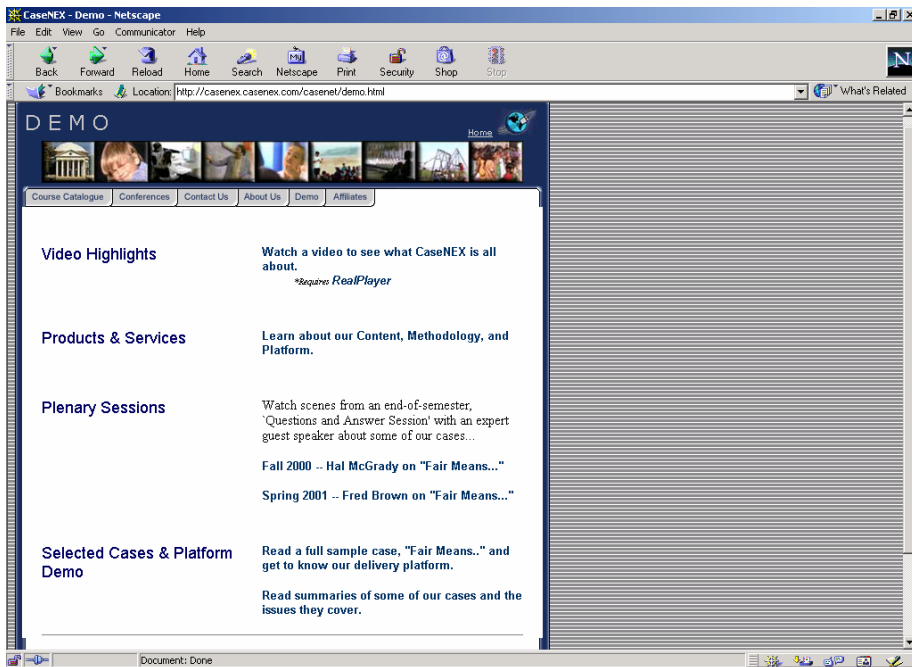 CaseNEX - Demo - Netscape
File Edit View Go Communicator Help
My
N
Back Forward Reload Home Search Netscape Print Security Shop Stop
Bookmarks Location: http://casenex.casenex.com/casenet/demo.html What's Related
DEMO
Home
Course Catalogue Conferences Contact Us About Us Demo Affiliates
Video Highlights
Watch a video to see what CaseNEX is all
about.
*Requires RealPlayer
Products & Services
Learn about our Content, Methodology, and
Platform.
Plenary Sessions
Watch scenes from an end-of-semester,
`Questions and Answer Session' with an expert
guest speaker about some of our cases...
Fall 2000 -- Hal McGrady on "Fair Means..."
Spring 2001 -- Fred Brown on "Fair Means..."
Selected Cases & Platform
Demo
Read a full sample case, "Fair Means.." and
get to know our delivery platform.
Read summaries of some of our cases and the
issues they cover.
Document: Done